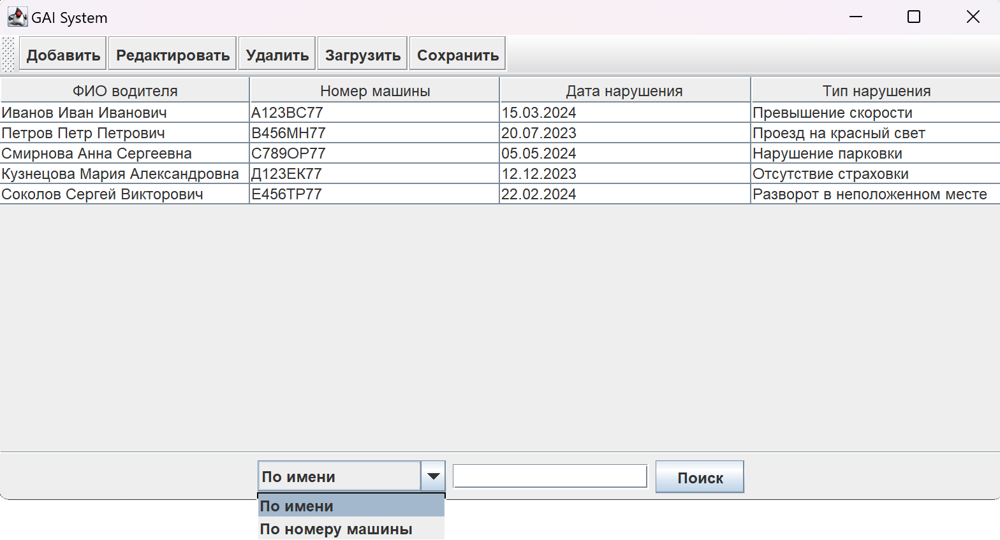 GAI System
Добавить Редактировать Удалить Загрузить Сохранить
ФИО водителя Номер машины Дата нарушения Тип нарушения
Иванов Иван Иванович А123ВС77 15.03.2024 Превышение скорости
Петров Петр Петрович В456МН77 20.07.2023 Проезд на красный свет
Смирнова Анна Сергеевна С789ОР77 05.05.2024 Нарушение парковки
Кузнецова Мария Александровна Д123ЕК77 12.12.2023 Отсутствие страховки
Соколов Сергей Викторович Е456ТР77 22.02.2024 Разворот в неположенном месте
По имени Поиск
По имени
По номеру машины